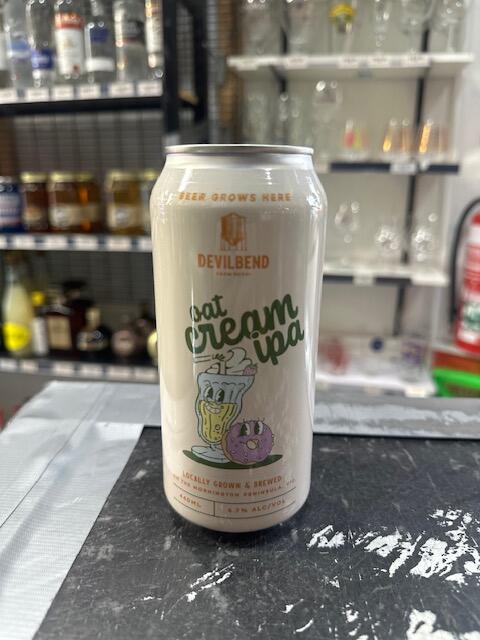 BEER GROWS HERE
DEVILBEND
FARM BREWERY
oat
cream
ipa
LOCALLY GROWN & BREWED
ON THE MORNINGTON PENINSULA, VIC
440ML
6.7% ALC/VOL